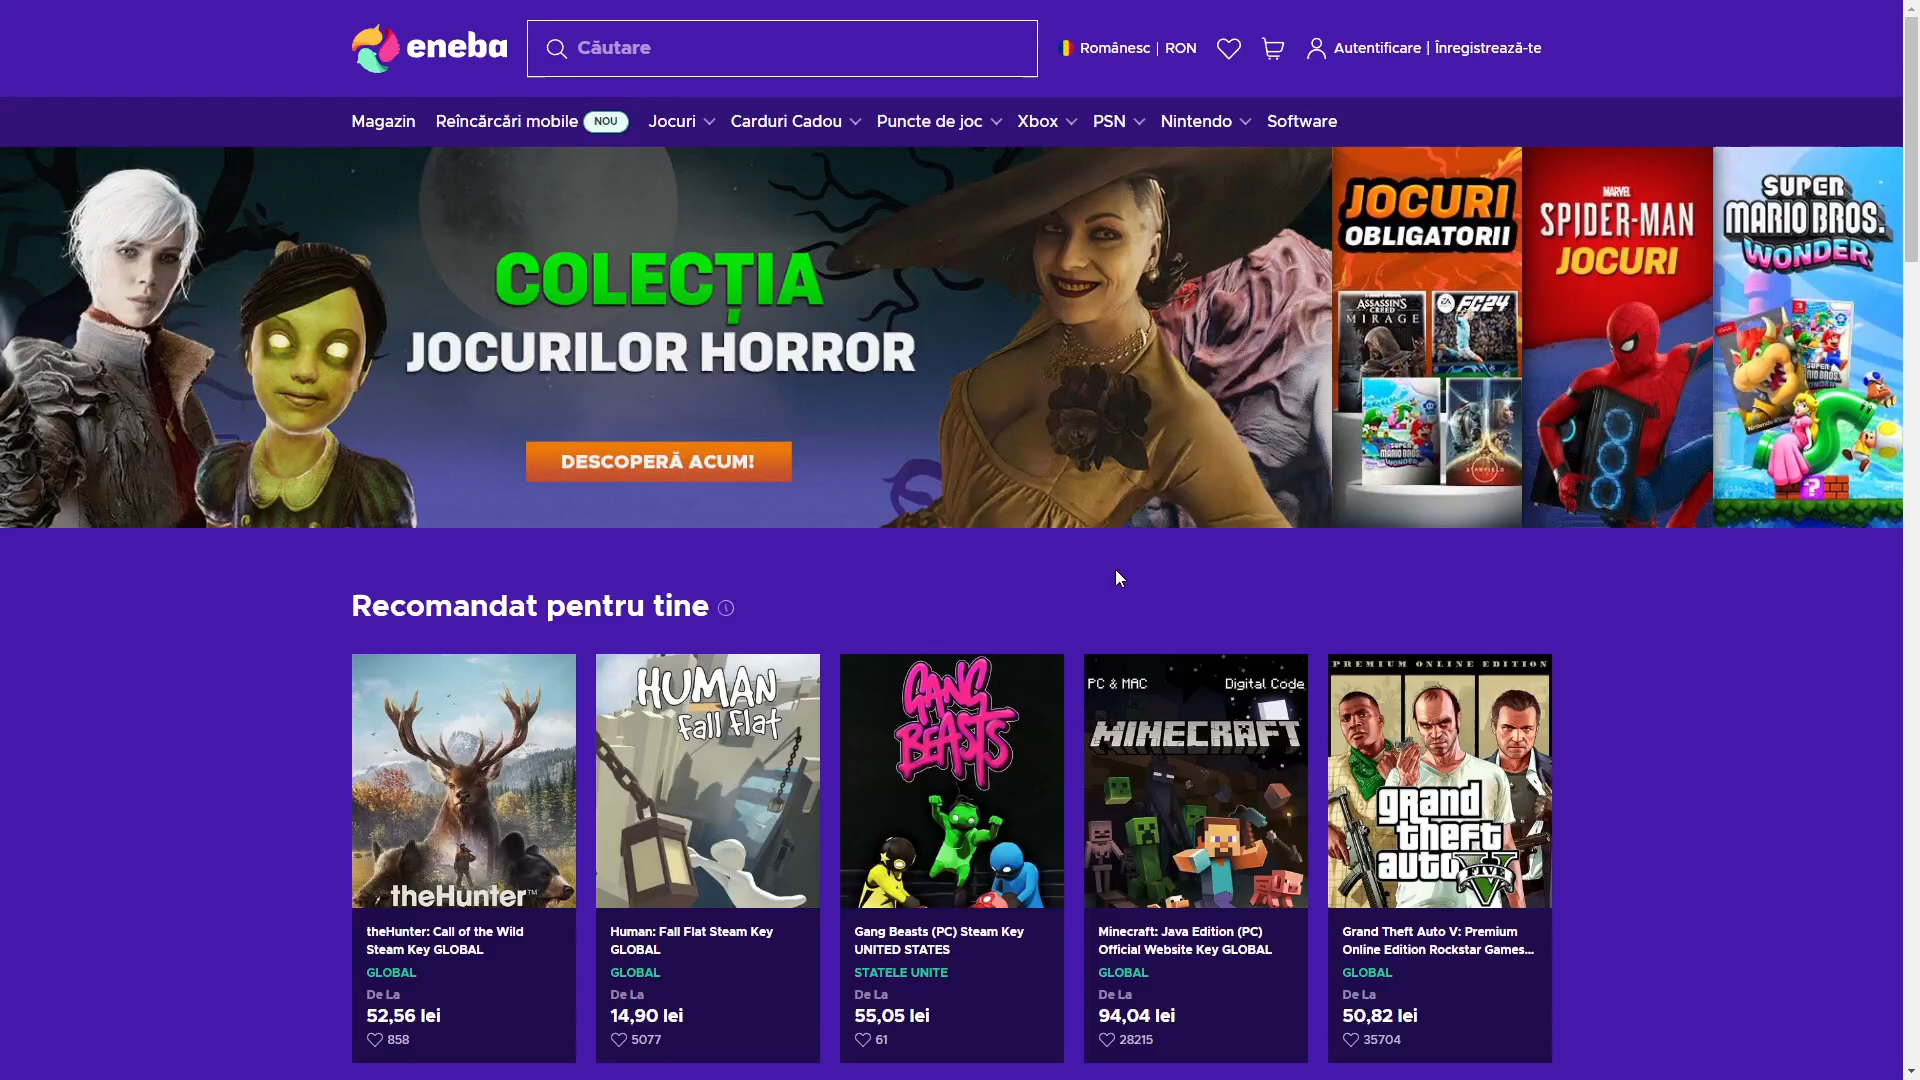 eneba
Căutare
Românesc | RON
Autentificare | Înregistrează-te
Magazin
Reîncărcări mobile NOU
Jocuri
Carduri Cadou
Puncte de joc
Xbox
PSN
Nintendo
Software
COLECȚIA
JOCURILOR HORROR
DESCOPERĂ ACUM!
JOCURI
OBLIGATORII
ASSASSIN'S
CREED
MIRAGE
FC24
SUPER
MARIO BROS.
WONDER
STARFIELD
MARVEL
SPIDER-MAN
JOCURI
SUPER
MARIO BROS.
WONDER
Recomandat pentru tine
theHunter™
theHunter: Call of the Wild
Steam Key GLOBAL
GLOBAL
De La
52,56 lei
858
HUMAN
fall flat
Human: Fall Flat Steam Key
GLOBAL
GLOBAL
De La
14,90 lei
5077
GANG
BEASTS
Gang Beasts (PC) Steam Key
UNITED STATES
STATELE UNITE
De La
55,05 lei
61
PC & MAC
Digital Code
MINECRAFT
Minecraft: Java Edition (PC)
Official Website Key GLOBAL
GLOBAL
De La
94,04 lei
28215
PREMIUM ONLINE EDITION
grand
theft
auto V
FIVE
Grand Theft Auto V: Premium
Online Edition Rockstar Games...
GLOBAL
De La
50,82 lei
35704